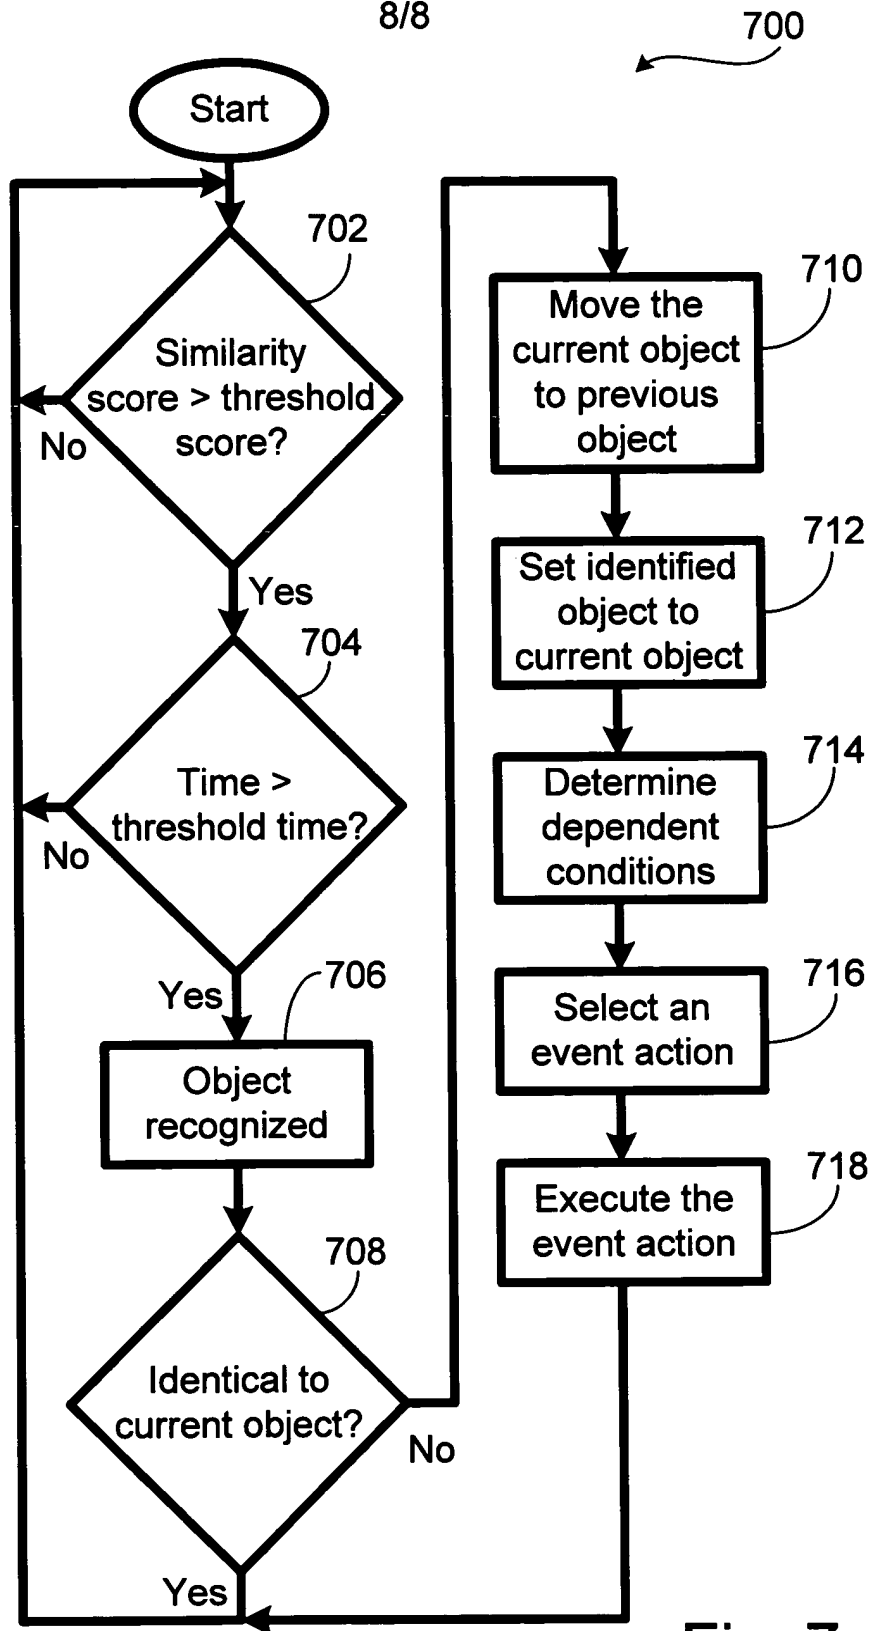 8/8
700
Start
702
Similarity
score > threshold
score?
No
Yes
704
Time >
threshold time?
No
Yes
706
Object
recognized
708
Identical to
current object?
No
Yes
710
Move the
current object
to previous
object
712
Set identified
object to
current object
714
Determine
dependent
conditions
716
Select an
event action
718
Execute the
event action